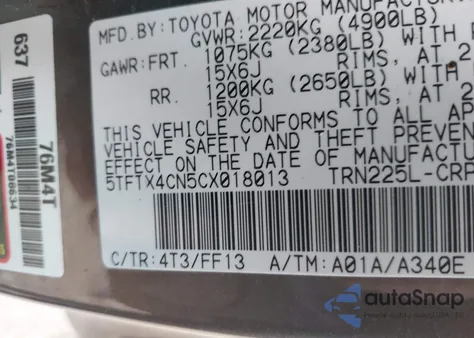 MFD.BY: TOYOTA MOTOR MANUFACTURING
GVWR: 2220KG (4900LB)
GAWR: FRT. 1075KG (2380LB) WITH
15X6J RIMS, AT
RR. 1200KG (2650LB) WITH
15X6J RIMS, AT
THIS VEHICLE CONFORMS TO ALL
VEHICLE SAFETY AND THEFT
EFFECT ON THE DATE OF
5TFTX4CN5CX018013 TRN225L-CRP
C/TR: 4T3/FF13 A/TM: A01A/A340E
637
76M4T
76M4T086634
autoSnap